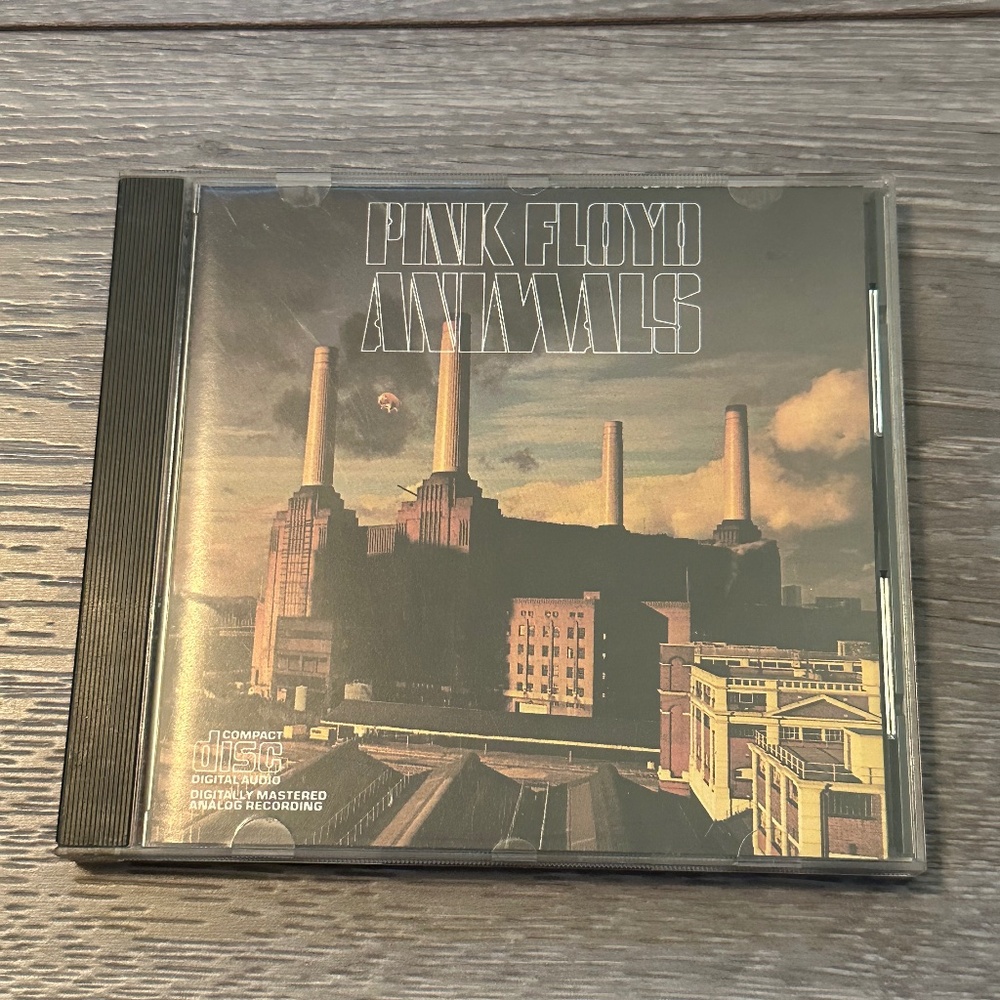 PINK FLOYD
ANIMALS
COMPACT
disc
DIGITAL AUDIO
DIGITALLY MASTERED
ANALOG RECORDING